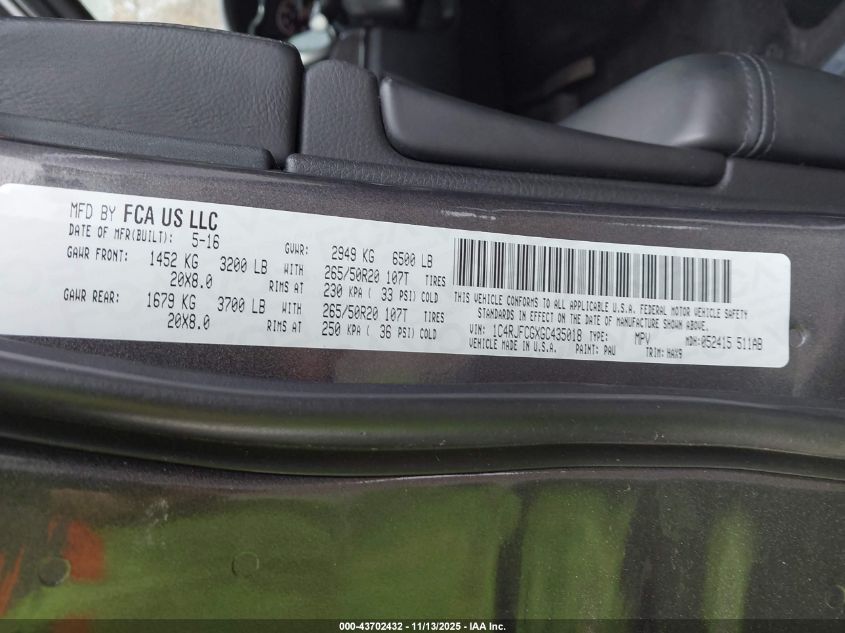 MFD BY FCA US LLC
DATE OF MFR(BUILT): 5-16 GVWR: 2949 KG 6500 LB
GAWR FRONT: 1452 KG 3200 LB WITH 265/50R20 107T TIRES
20X8.0 RIMS AT 230 KPA ( 33 PSI) COLD
GAWR REAR: 1679 KG 3700 LB WITH 265/50R20 107T TIRES
20X8.0 RIMS AT 250 KPA ( 36 PSI) COLD
THIS VEHICLE CONFORMS TO ALL APPLICABLE U.S.A. FEDERAL MOTOR VEHICLE SAFETY
STANDARDS IN EFFECT ON THE DATE OF MANUFACTURE SHOWN ABOVE.
VIN: 1C4RJFCGXGC435018 TYPE: MPV MDH: 052415 511AB
VEHICLE MADE IN U.S.A. PAINT: PAU TRIM: HAX9
000-43702432 - 11/13/2025 - IAA Inc.